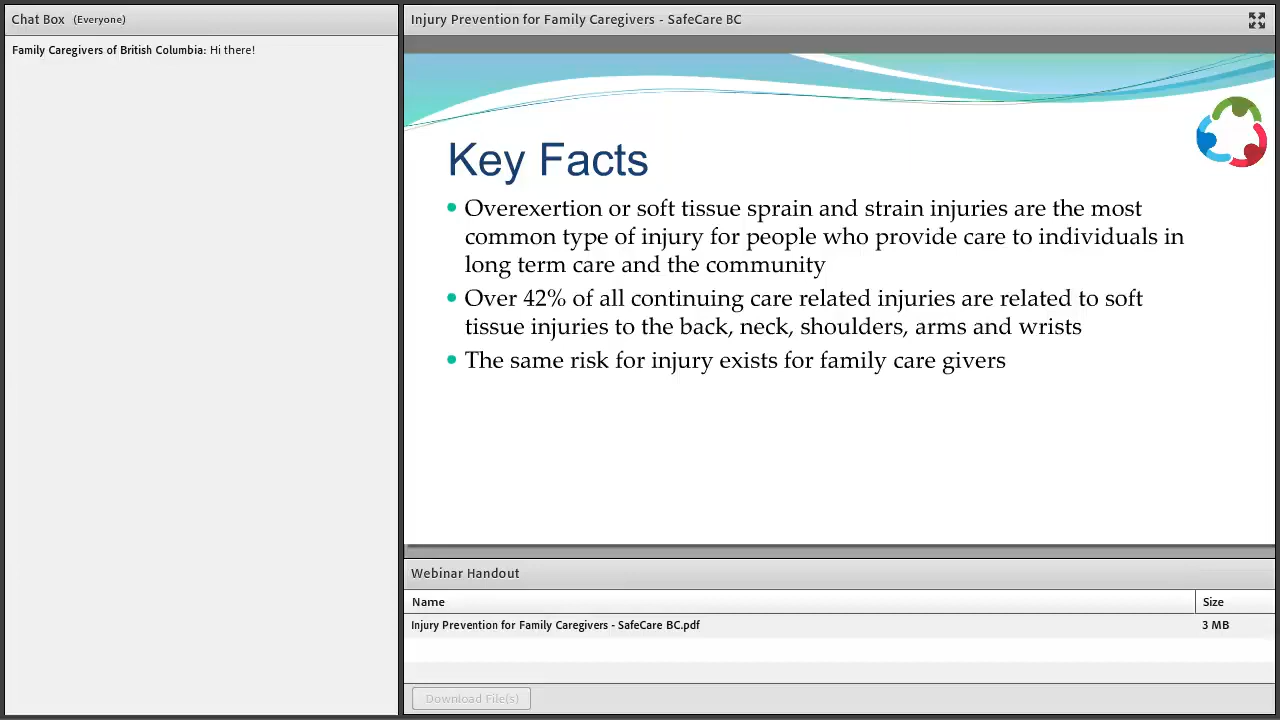 Chat Box (Everyone)
Family Caregivers of British Columbia: Hi there!
Injury Prevention for Family Caregivers - SafeCare BC
Key Facts
• Overexertion or soft tissue sprain and strain injuries are the most
common type of injury for people who provide care to individuals in
long term care and the community
• Over 42% of all continuing care related injuries are related to soft
tissue injuries to the back, neck, shoulders, arms and wrists
• The same risk for injury exists for family care givers
Webinar Handout
Name Size
Injury Prevention for Family Caregivers - SafeCare BC.pdf 3 MB
Download File(s)